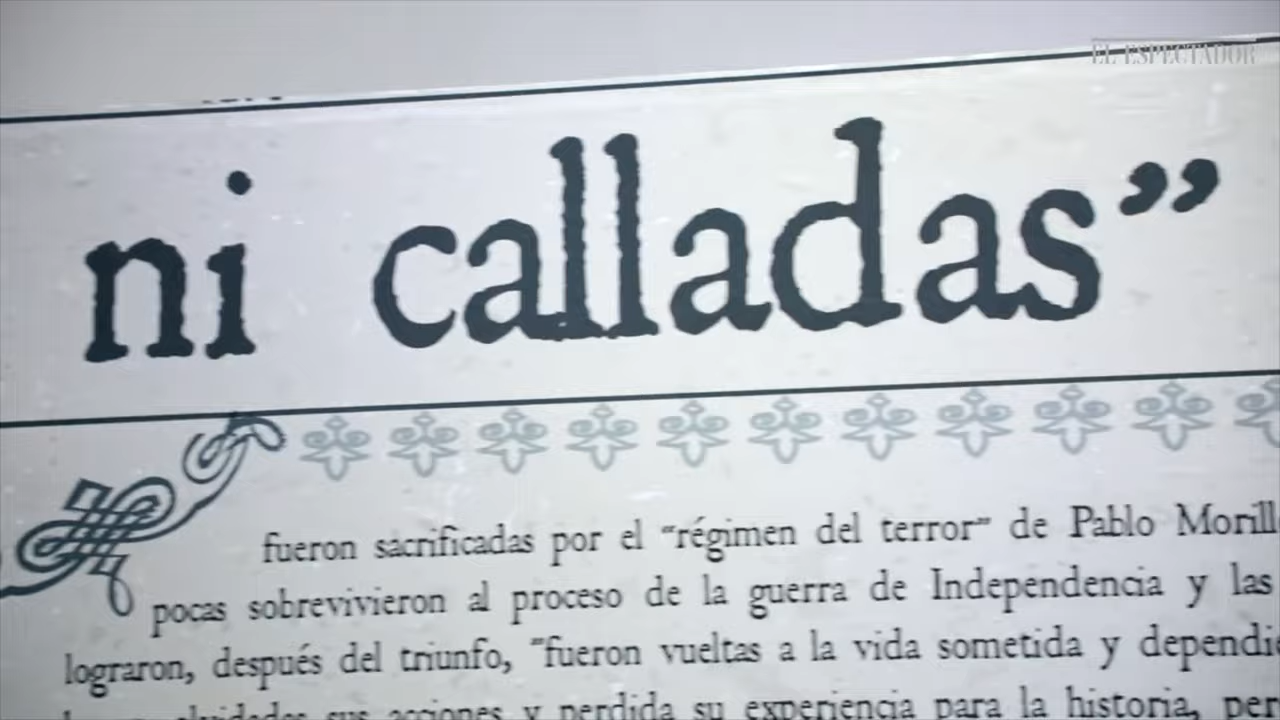 EL ESPECTADOR
ni calladas”
fueron sacrificadas por el "régimen del terror" de Pablo Morill
pocas sobrevivieron al proceso de la guerra de Independencia y las
lograron, después del triunfo, "fueron vueltas a la vida sometida y dependi
olvidadas sus acciones y perdida su experiencia para la historia, per